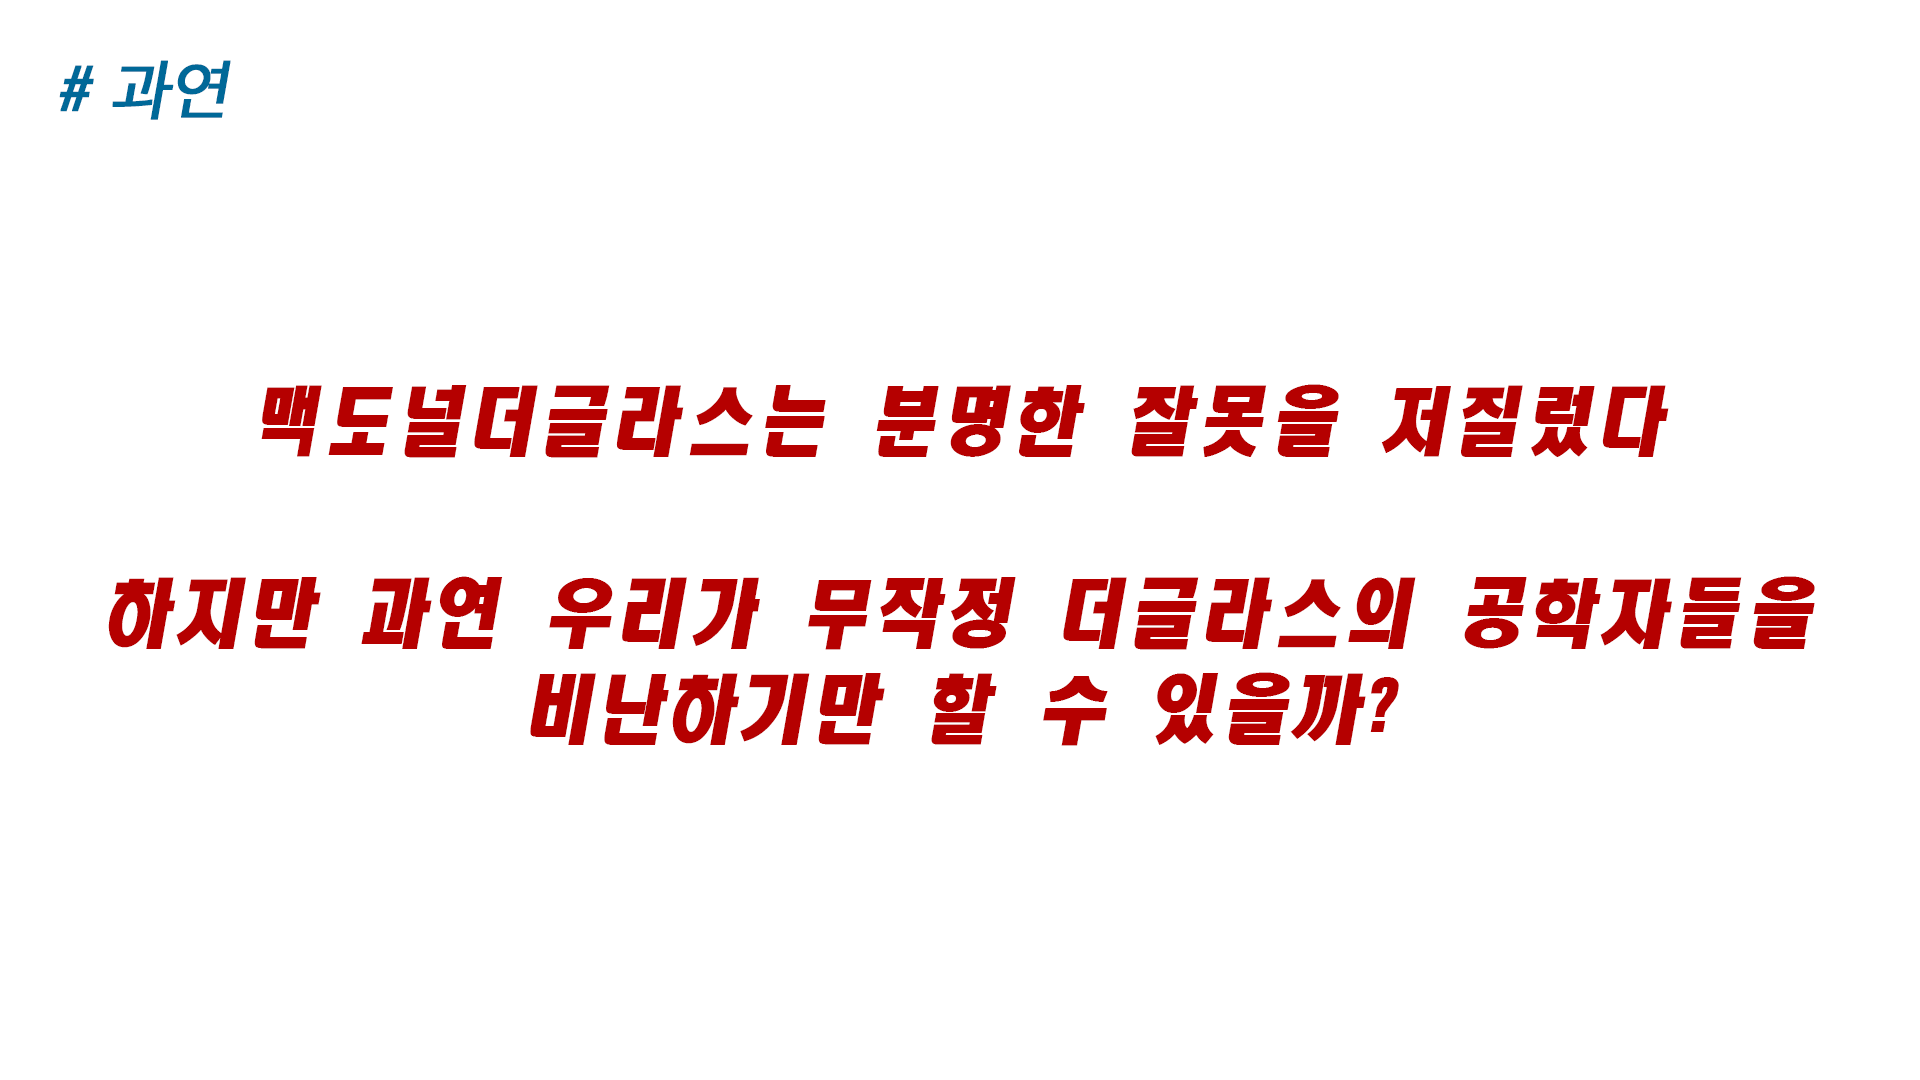 # 과연
맥도널더글라스는 분명한 잘못을 저질렀다
하지만 과연 우리가 무작정 더글라스의 공학자들을
비난하기만 할 수 있을까?